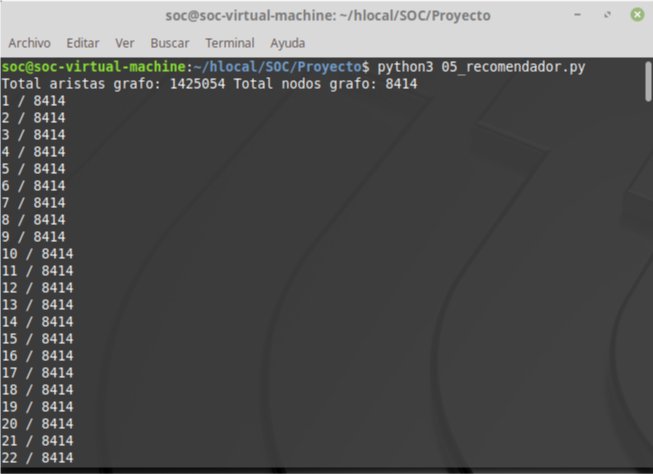 soc@soc-virtual-machine: ~/hlocal/SOC/Proyecto
Archivo Editar Ver Buscar Terminal Ayuda
soc@soc-virtual-machine:~/hlocal/SOC/Proyecto$ python3 05_recomendador.py
Total aristas grafo: 1425054 Total nodos grafo: 8414
1 / 8414
2 / 8414
3 / 8414
4 / 8414
5 / 8414
6 / 8414
7 / 8414
8 / 8414
9 / 8414
10 / 8414
11 / 8414
12 / 8414
13 / 8414
14 / 8414
15 / 8414
16 / 8414
17 / 8414
18 / 8414
19 / 8414
20 / 8414
21 / 8414
22 / 8414